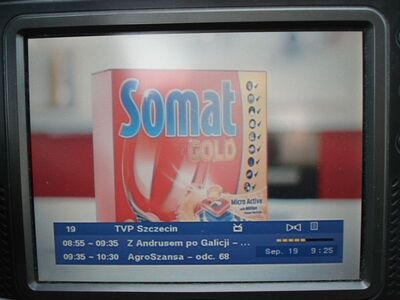 Somat
GOLD
Micro Active
19 TVP Szczecin
08:55 ~ 09:35 Z Andrusem po Galicji – ...
09:35 ~ 10:30 AgroSzansa – odc. 68
Sep. 19 9:25